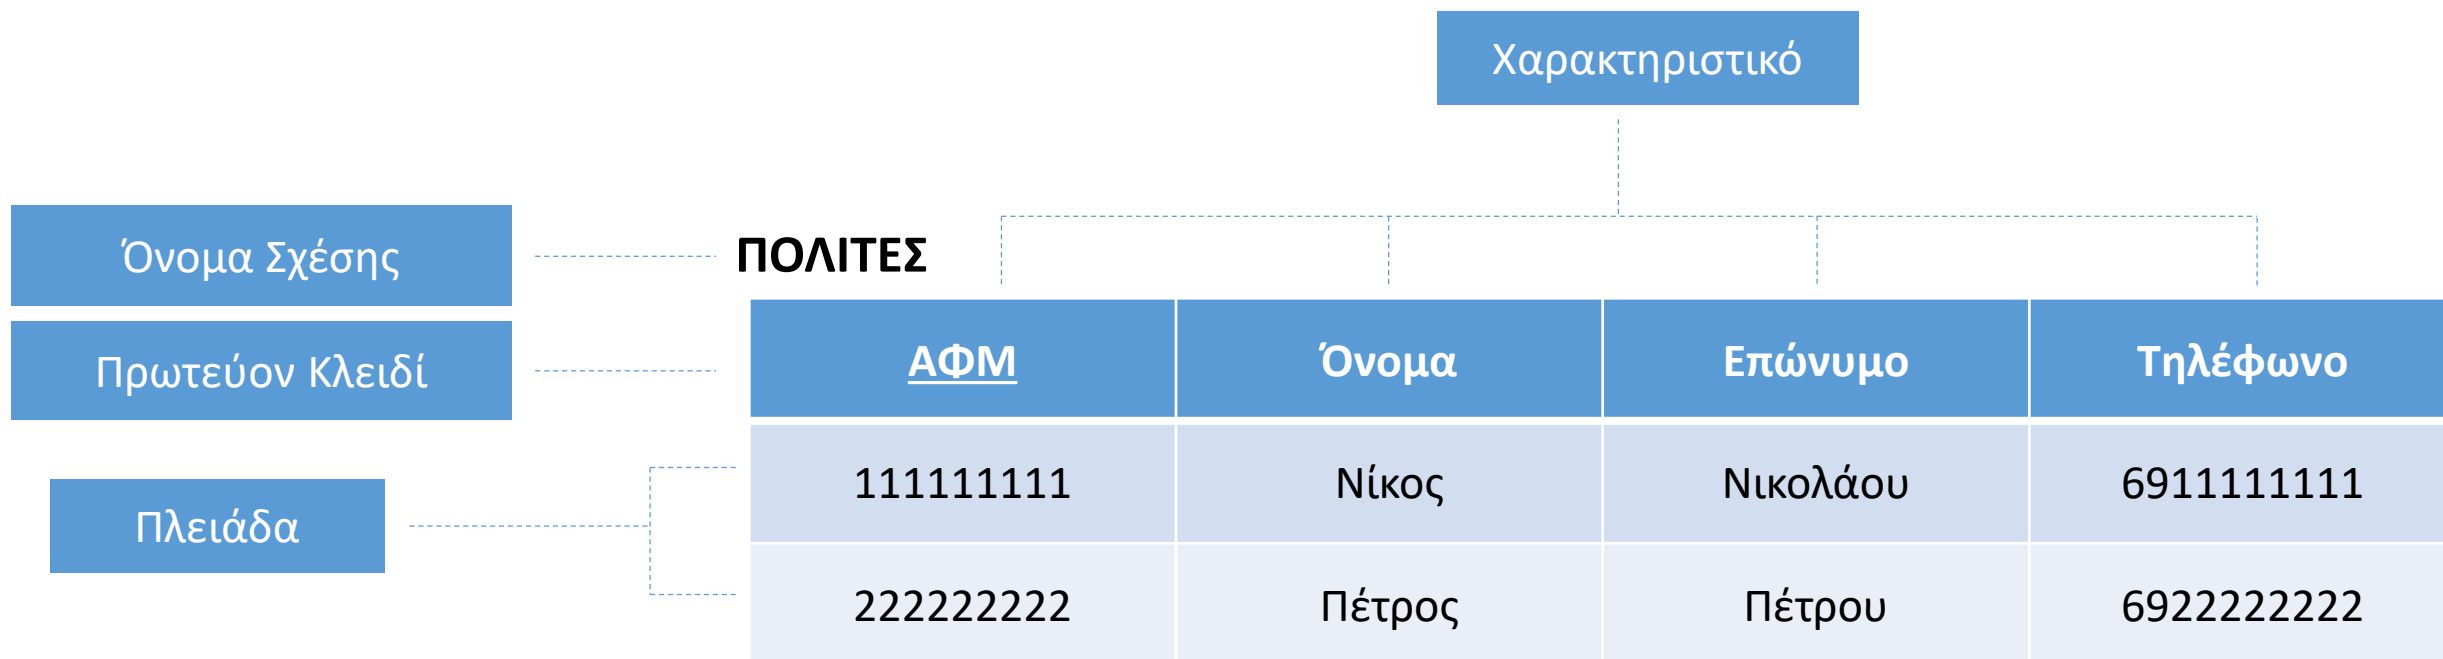 Χαρακτηριστικό
Όνομα Σχέσης
ΠΟΛΙΤΕΣ
Πρωτεύον Κλειδί
ΑΦΜ Όνομα Επώνυμο Τηλέφωνο
Πλειάδα
111111111 Νίκος Νικολάου 6911111111
222222222 Πέτρος Πέτρου 6922222222